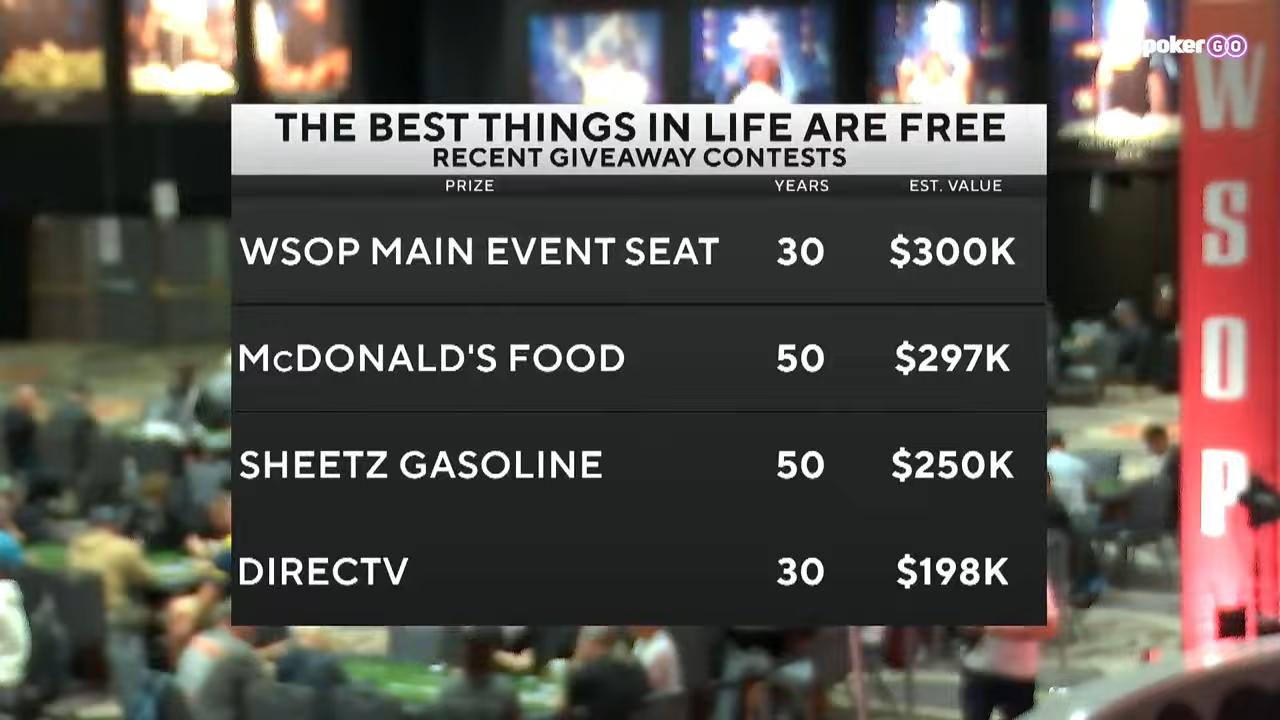 pokerGO
THE BEST THINGS IN LIFE ARE FREE
RECENT GIVEAWAY CONTESTS
PRIZE YEARS EST. VALUE
WSOP MAIN EVENT SEAT 30 $300K
McDONALD'S FOOD 50 $297K
SHEETZ GASOLINE 50 $250K
DIRECTV 30 $198K
WSOP